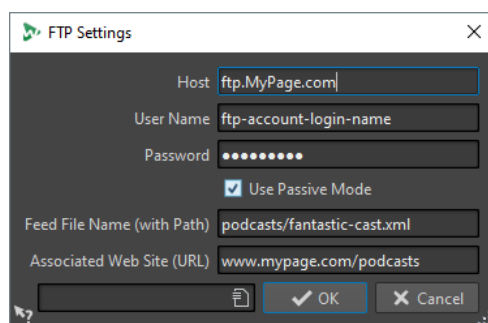 FTP Settings
Host ftp.MyPage.com
User Name ftp-account-login-name
Password •••••••••
Use Passive Mode
Feed File Name (with Path) podcasts/fantastic-cast.xml
Associated Web Site (URL) www.mypage.com/podcasts
OK Cancel